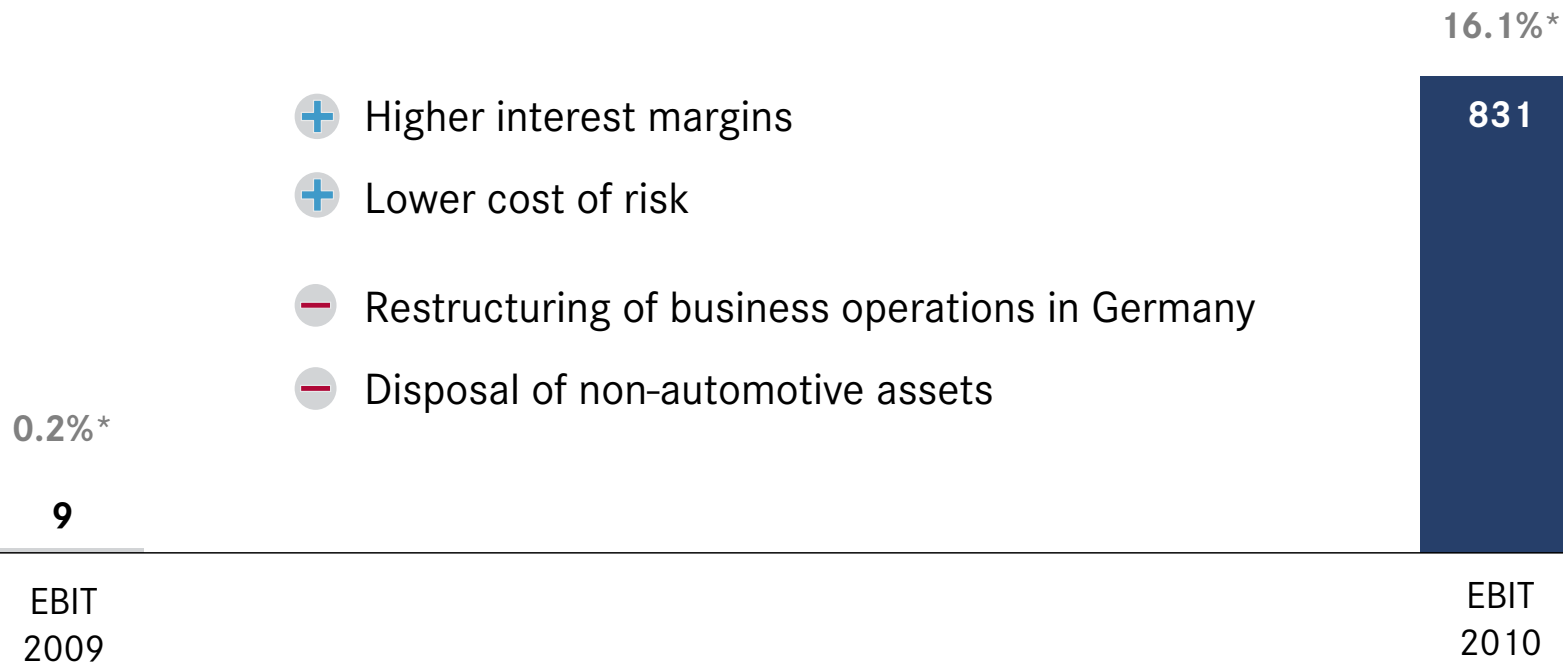 16.1%*
831
Higher interest margins
Lower cost of risk
Restructuring of business operations in Germany
Disposal of non-automotive assets
0.2%*
9
EBIT
2009
EBIT
2010